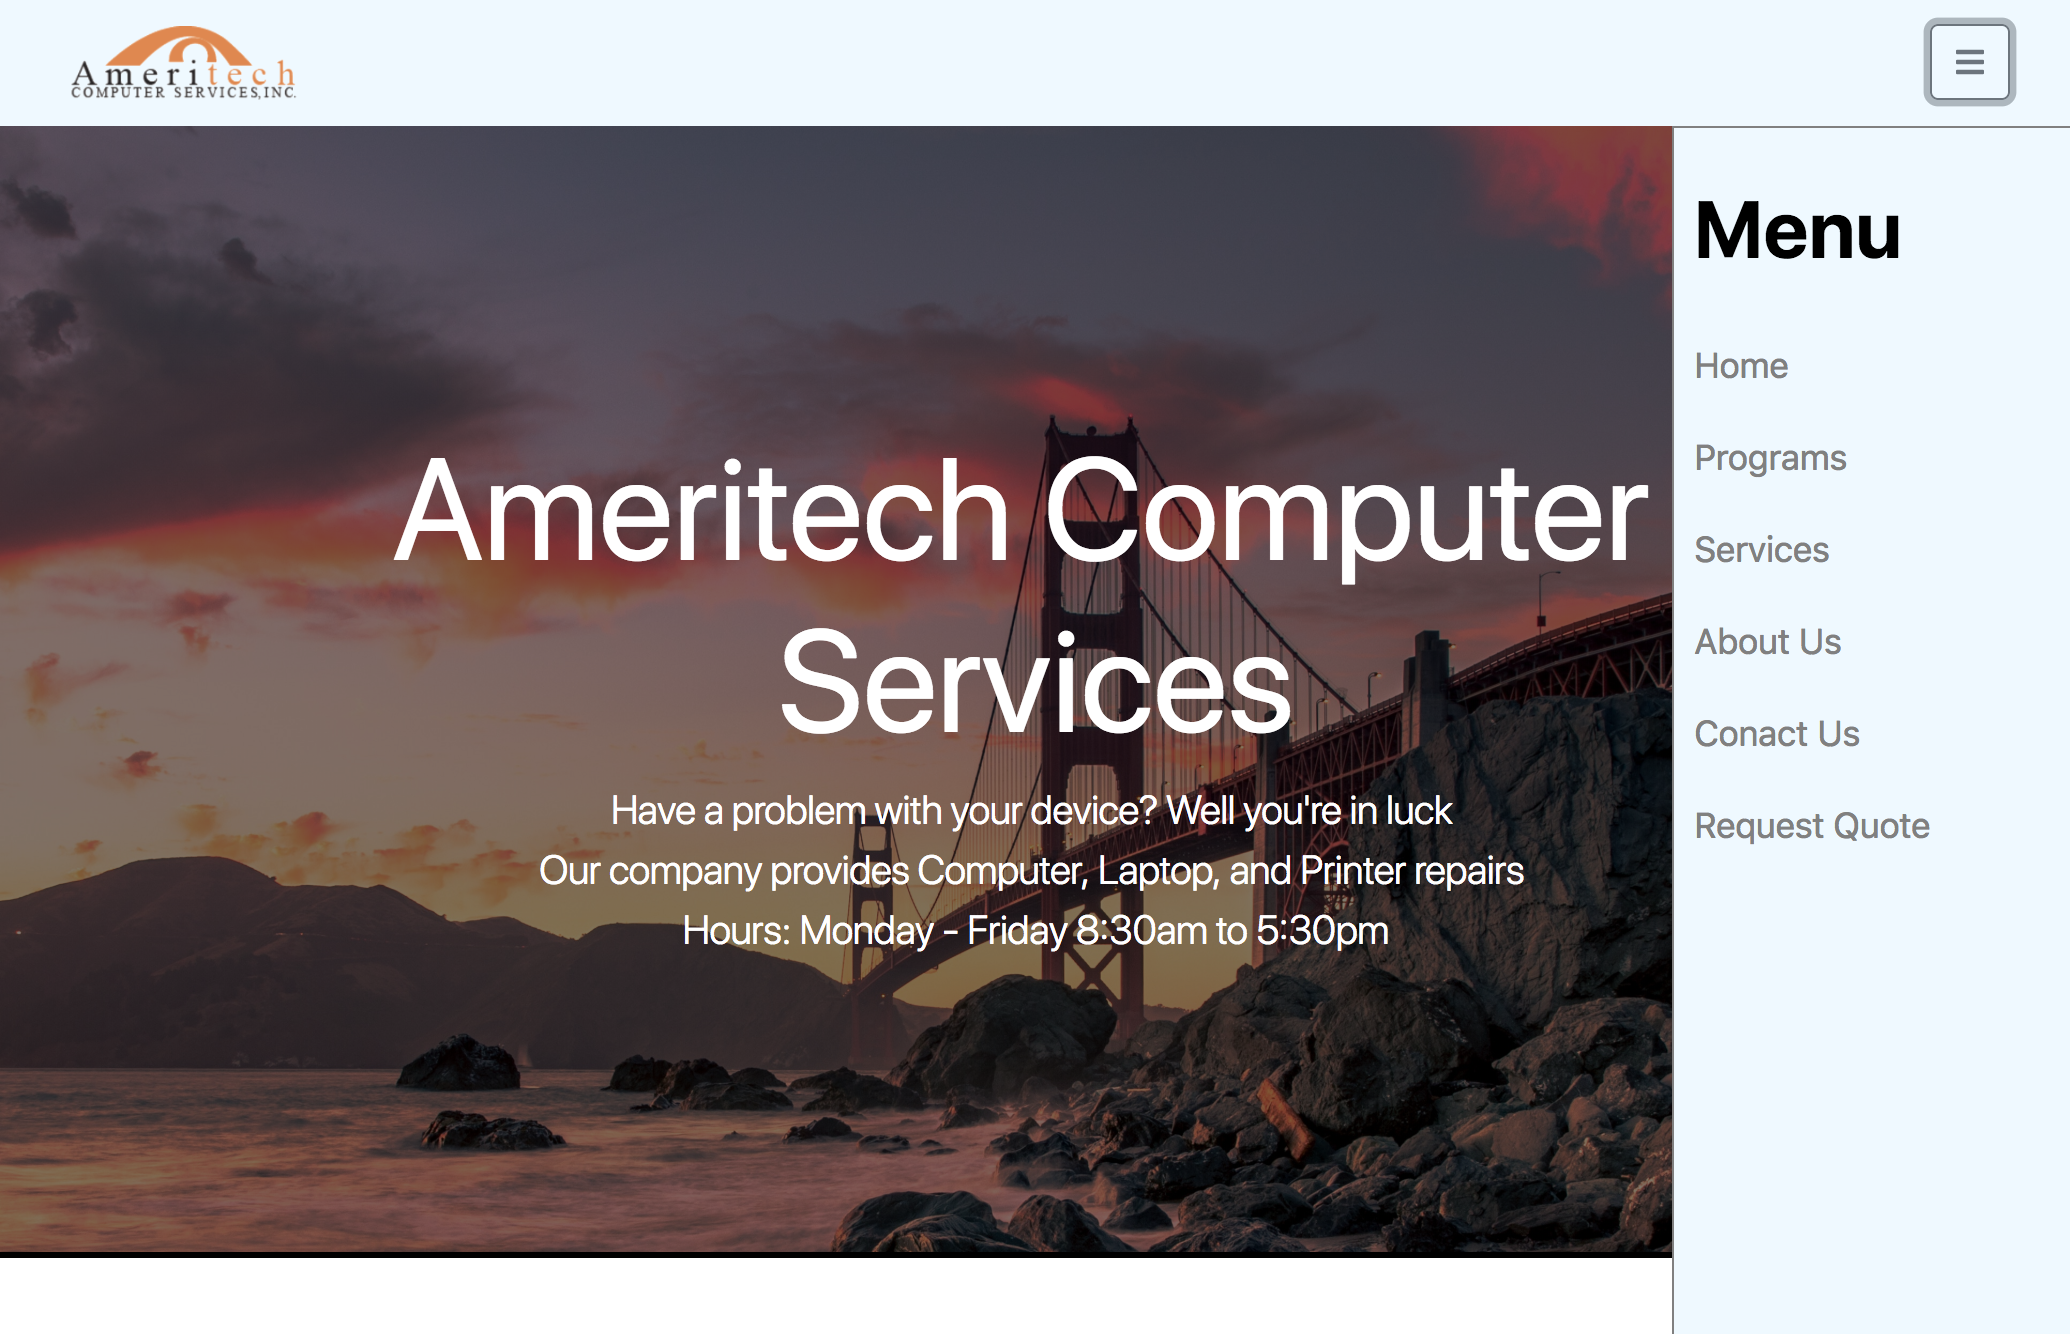 Ameritech
COMPUTER SERVICES, INC.
Menu
Home
Programs
Services
About Us
Conact Us
Request Quote
Ameritech Computer
Services
Have a problem with your device? Well you're in luck
Our company provides Computer, Laptop, and Printer repairs
Hours: Monday - Friday 8:30am to 5:30pm